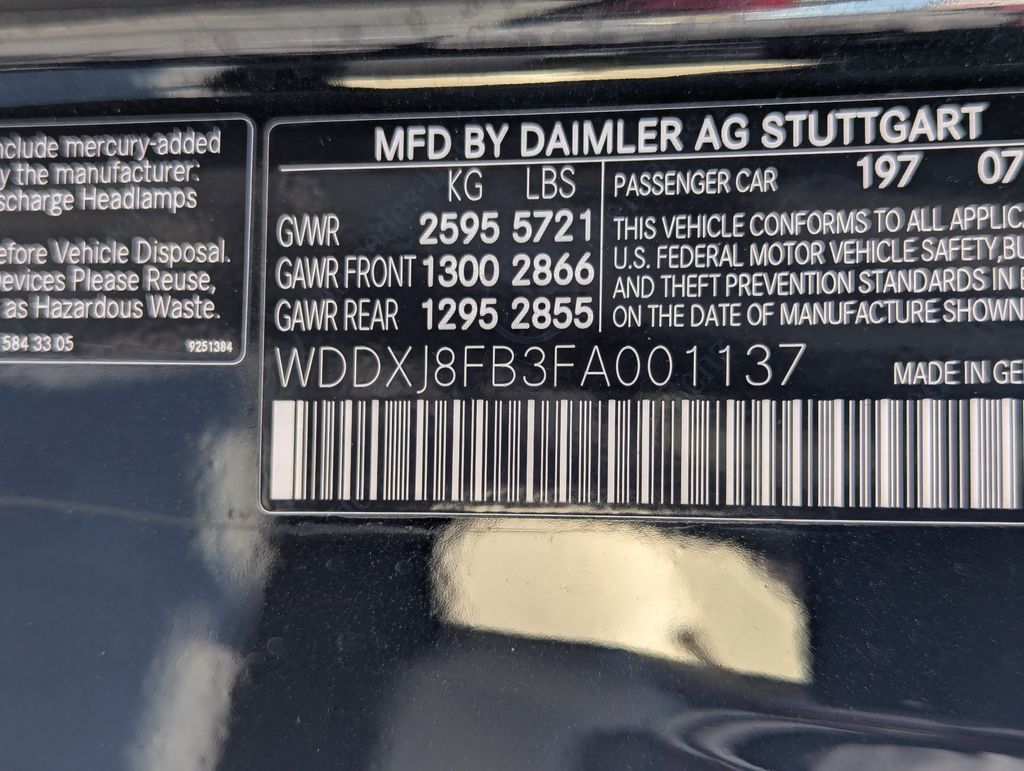 nclude mercury-added
y the manufacturer:
scharge Headlamps
efore Vehicle Disposal.
evices Please Reuse,
as Hazardous Waste.
584 33 05
9251384
MFD BY DAIMLER AG STUTTGART
KG LBS
GVWR 2595 5721
GAWR FRONT 1300 2866
GAWR REAR 1295 2855
PASSENGER CAR 197 07
THIS VEHICLE CONFORMS TO ALL APPLIC
U.S. FEDERAL MOTOR VEHICLE SAFETY, BU
AND THEFT PREVENTION STANDARDS IN E
ON THE DATE OF MANUFACTURE SHOWN
WDDXJ8FB3FA001137
MADE IN GE